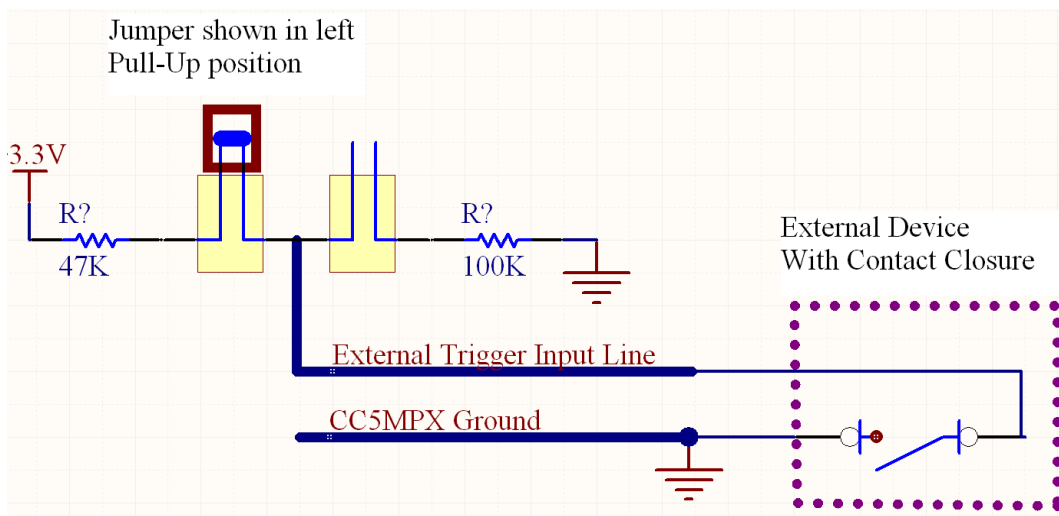 Jumper shown in left
Pull-Up position
3.3V
R?
47K
R?
100K
External Device
With Contact Closure
External Trigger Input Line
CC5MPX Ground